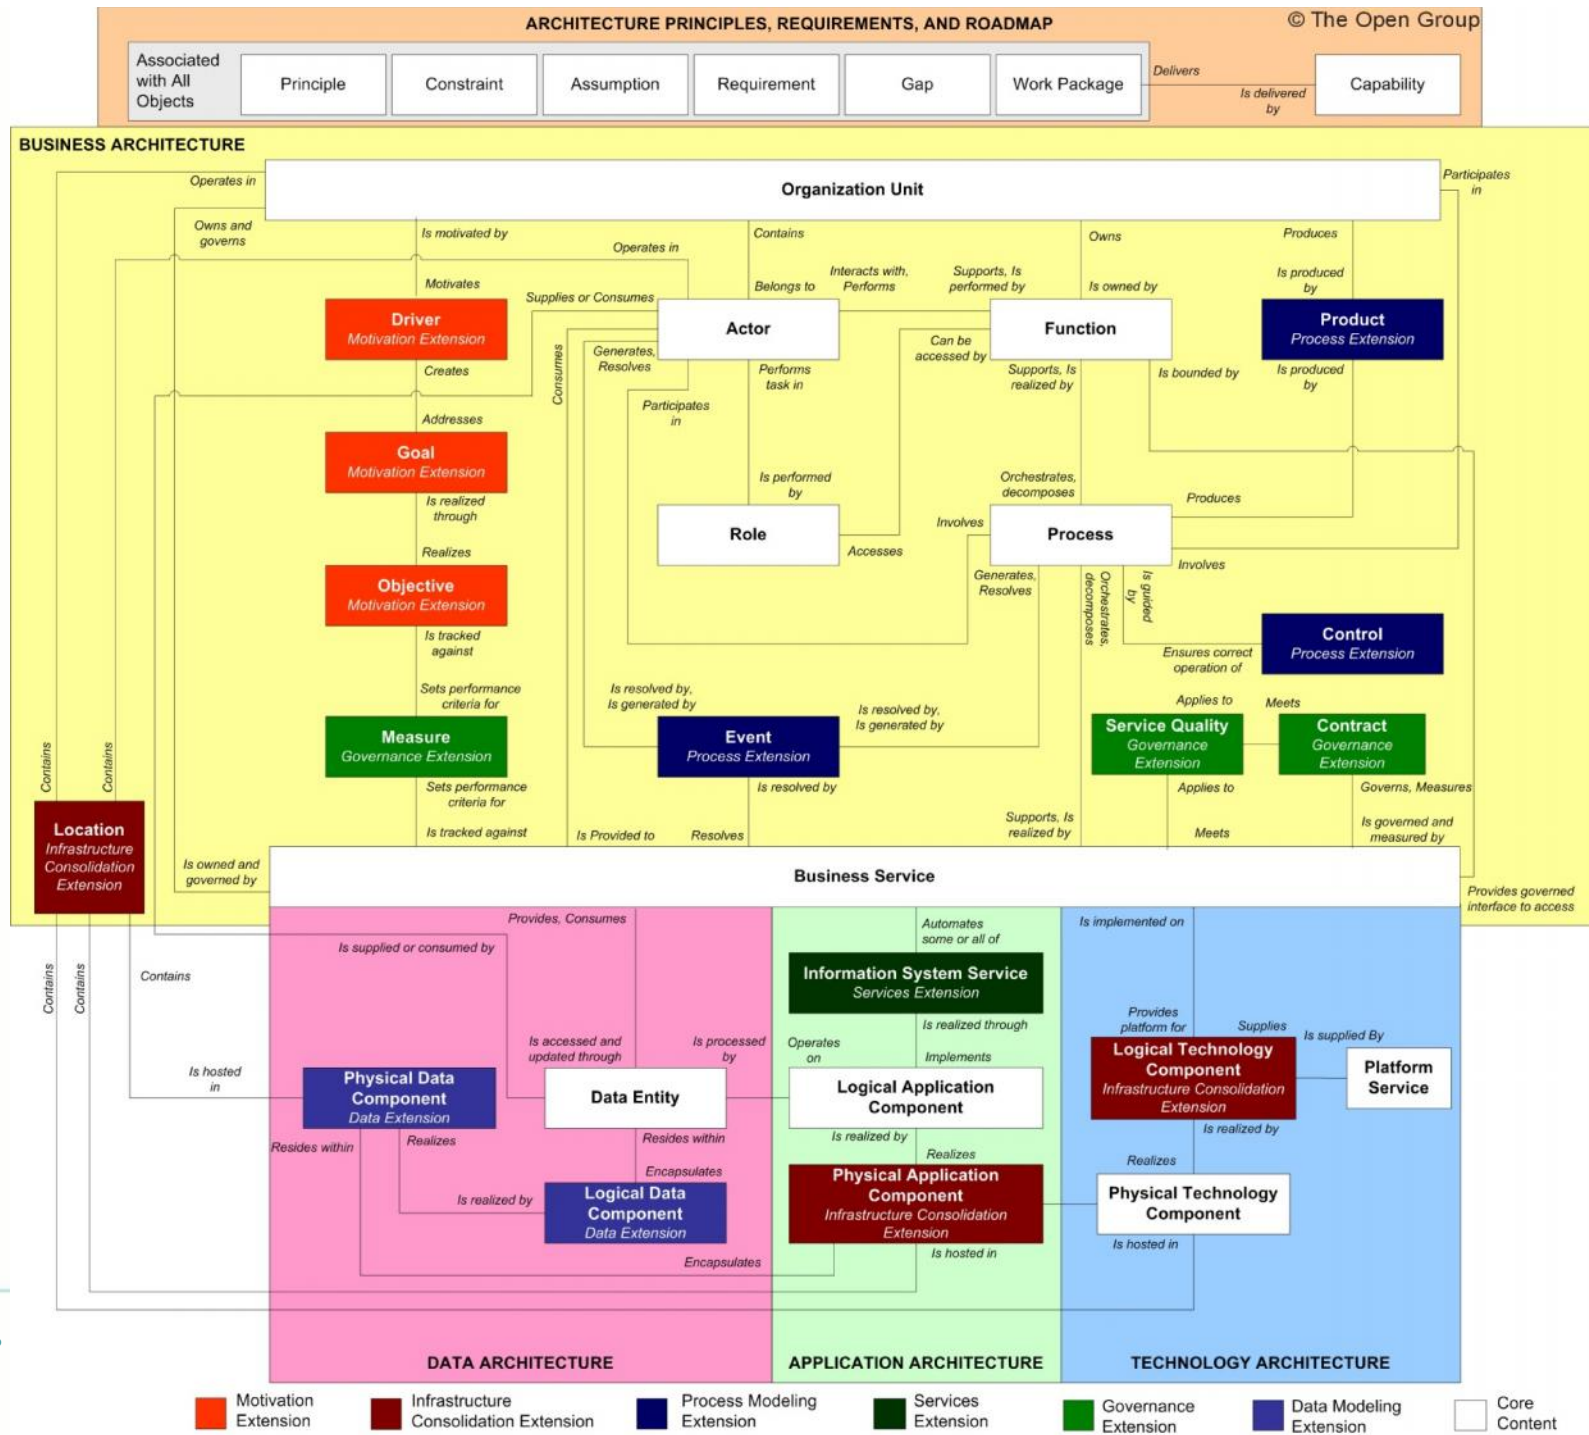 ARCHITECTURE PRINCIPLES, REQUIREMENTS, AND ROADMAP
© The Open Group
Associated
with All
Objects
Principle
Constraint
Assumption
Requirement
Gap
Work Package
Delivers
Is delivered
by
Capability
BUSINESS ARCHITECTURE
Operates in
Organization Unit
Participates
in
Owns and
governs
Is motivated by
Operates in
Contains
Owns
Produces
Motivates
Supplies or Consumes
Belongs to
Interacts with,
Performs
Supports, Is
performed by
Is owned by
Is produced
by
Driver
Motivation Extension
Actor
Function
Product
Process Extension
Creates
Consumes
Generates,
Resolves
Performs
task in
Can be
accessed by
Supports, Is
realized by
Is bounded by
Is produced
by
Participates
in
Addresses
Goal
Motivation Extension
Is realized
through
Is performed
by
Orchestrates,
decomposes
Produces
Role
Involves
Process
Accesses
Involves
Realizes
Objective
Motivation Extension
Generates,
Resolves
Orchestrates,
decomposes
Is guided
by
Is tracked
against
Control
Process Extension
Ensures correct
operation of
Sets performance
criteria for
Is resolved by,
Is generated by
Is resolved by,
Is generated by
Applies to
Meets
Measure
Governance Extension
Event
Process Extension
Service Quality
Governance
Extension
Contract
Governance
Extension
Contains
Contains
Sets performance
criteria for
Is resolved by
Applies to
Governs, Measures
Location
Infrastructure
Consolidation
Extension
Is tracked against
Is Provided to
Resolves
Supports, Is
realized by
Meets
Is governed and
measured by
Is owned and
governed by
Business Service
Provides governed
interface to access
Provides, Consumes
Automates
some or all of
Is implemented on
Is supplied or consumed by
Contains
Contains
Contains
Information System Service
Services Extension
Is realized through
Provides
platform for
Supplies
Is supplied By
Is accessed and
updated through
Is processed
by
Operates
on
Implements
Is hosted
in
Physical Data
Component
Data Extension
Data Entity
Logical Application
Component
Logical Technology
Component
Infrastructure Consolidation
Extension
Platform
Service
Resides within
Realizes
Resides within
Is realized by
Is realized by
Encapsulates
Realizes
Realizes
Is realized by
Logical Data
Component
Data Extension
Physical Application
Component
Infrastructure Consolidation
Extension
Physical Technology
Component
Encapsulates
Is hosted in
Is hosted in
DATA ARCHITECTURE
APPLICATION ARCHITECTURE
TECHNOLOGY ARCHITECTURE
Motivation
Extension
Infrastructure
Consolidation Extension
Process Modeling
Extension
Services
Extension
Governance
Extension
Data Modeling
Extension
Core
Content